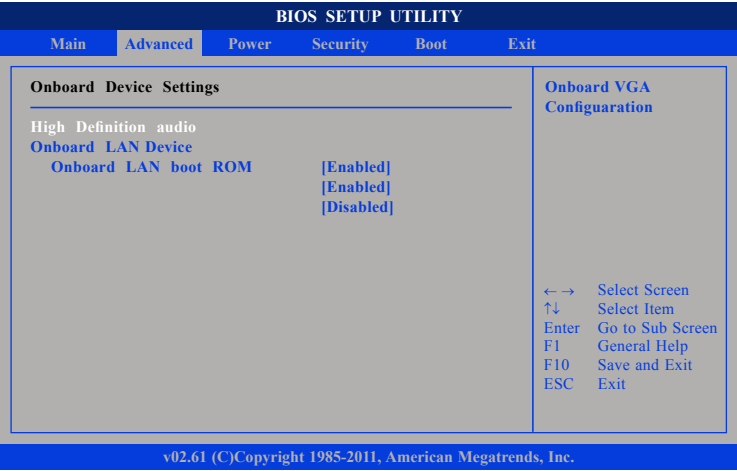 BIOS SETUP UTILITY
Main Advanced Power Security Boot Exit
Onboard Device Settings
High Definition audio
Onboard LAN Device
Onboard LAN boot ROM [Enabled]
[Enabled]
[Disabled]
Onboard VGA
Configuaration
←→ Select Screen
↑↓ Select Item
Enter Go to Sub Screen
F1 General Help
F10 Save and Exit
ESC Exit
v02.61 (C)Copyright 1985-2011, American Megatrends, Inc.